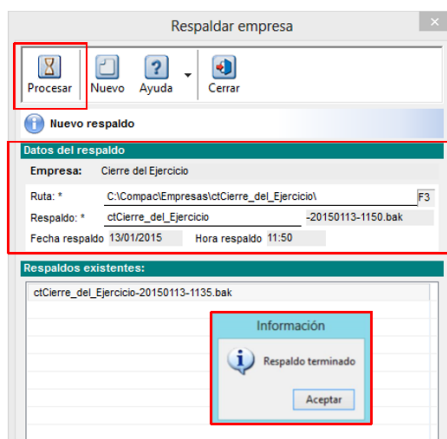 Respaldar empresa
Procesar Nuevo Ayuda Cerrar
Nuevo respaldo
Datos del respaldo
Empresa: Cierre del Ejercicio
Ruta: * C:\Compac\Empresas\ctCierre_del_Ejercicio\ F3
Respaldo: * ctCierre_del_Ejercicio -20150113-1150.bak
Fecha respaldo 13/01/2015 Hora respaldo 11:50
Respaldos existentes:
ctCierre_del_Ejercicio-20150113-1135.bak
Información
Respaldo terminado
Aceptar